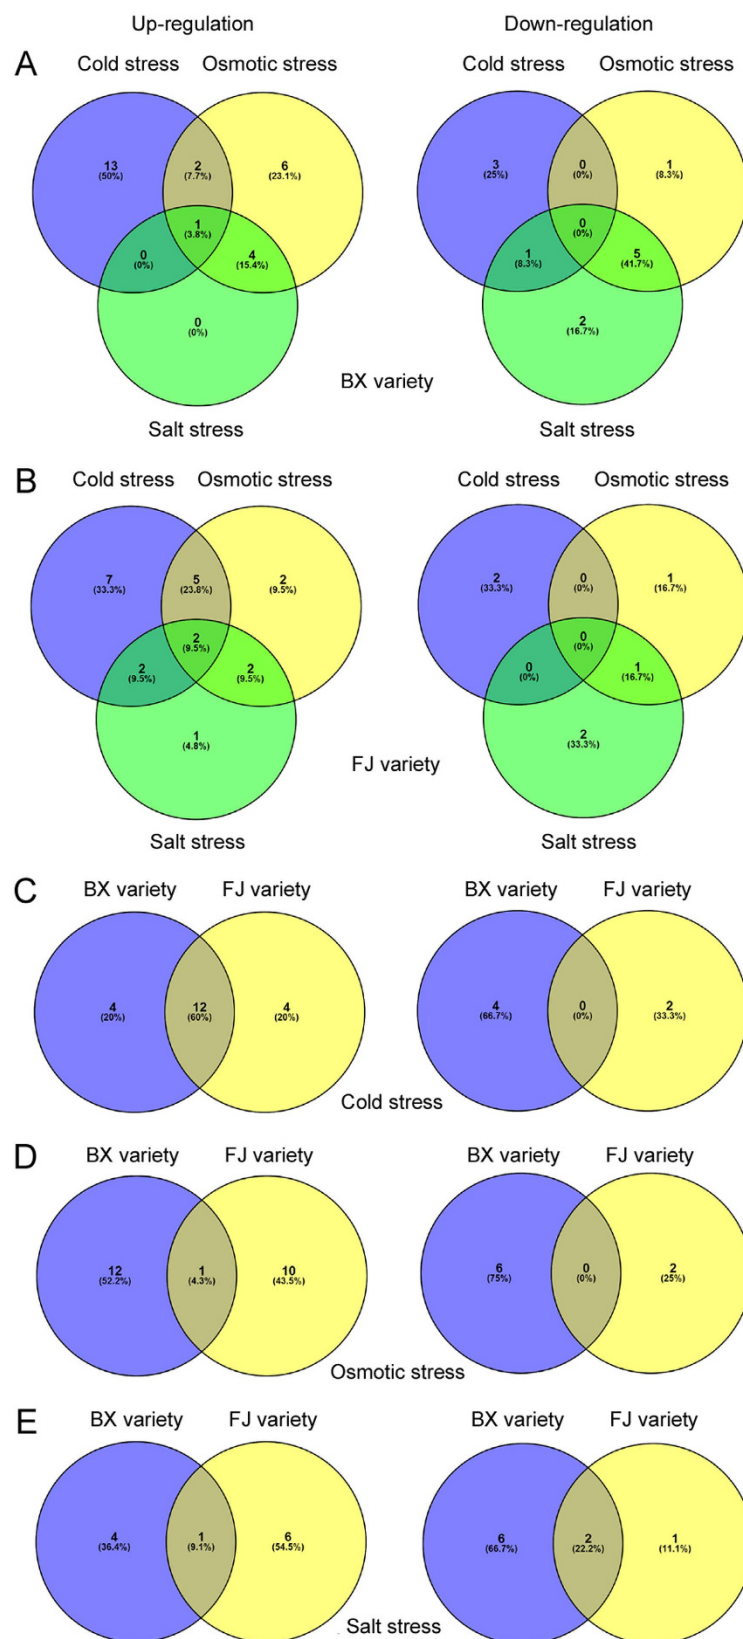 Up-regulation Down-regulation
A
Cold stress Osmotic stress Cold stress Osmotic stress
13 2 6 3 0 1
(50%) (7.7%) (23.1%) (25%) (0%) (8.3%)
1 0
(3.8%) (0%)
0 4 1 5
(0%) (15.4%) (8.3%) (41.7%)
0 2
(0%) (16.7%)
BX variety
Salt stress Salt stress
B
Cold stress Osmotic stress Cold stress Osmotic stress
7 5 2 2 0 1
(33.3%) (23.8%) (9.5%) (33.3%) (0%) (16.7%)
2 0
(9.5%) (0%)
2 2 0 1
(9.5%) (9.5%) (0%) (16.7%)
1 2
(4.8%) (33.3%)
FJ variety
Salt stress Salt stress
C
BX variety FJ variety BX variety FJ variety
4 12 4 4 0 2
(20%) (60%) (20%) (66.7%) (0%) (33.3%)
Cold stress
D
BX variety FJ variety BX variety FJ variety
12 1 10 6 0 2
(52.2%) (4.3%) (43.5%) (75%) (0%) (25%)
Osmotic stress
E
BX variety FJ variety BX variety FJ variety
4 1 6 6 2 1
(36.4%) (9.1%) (54.5%) (66.7%) (22.2%) (11.1%)
Salt stress